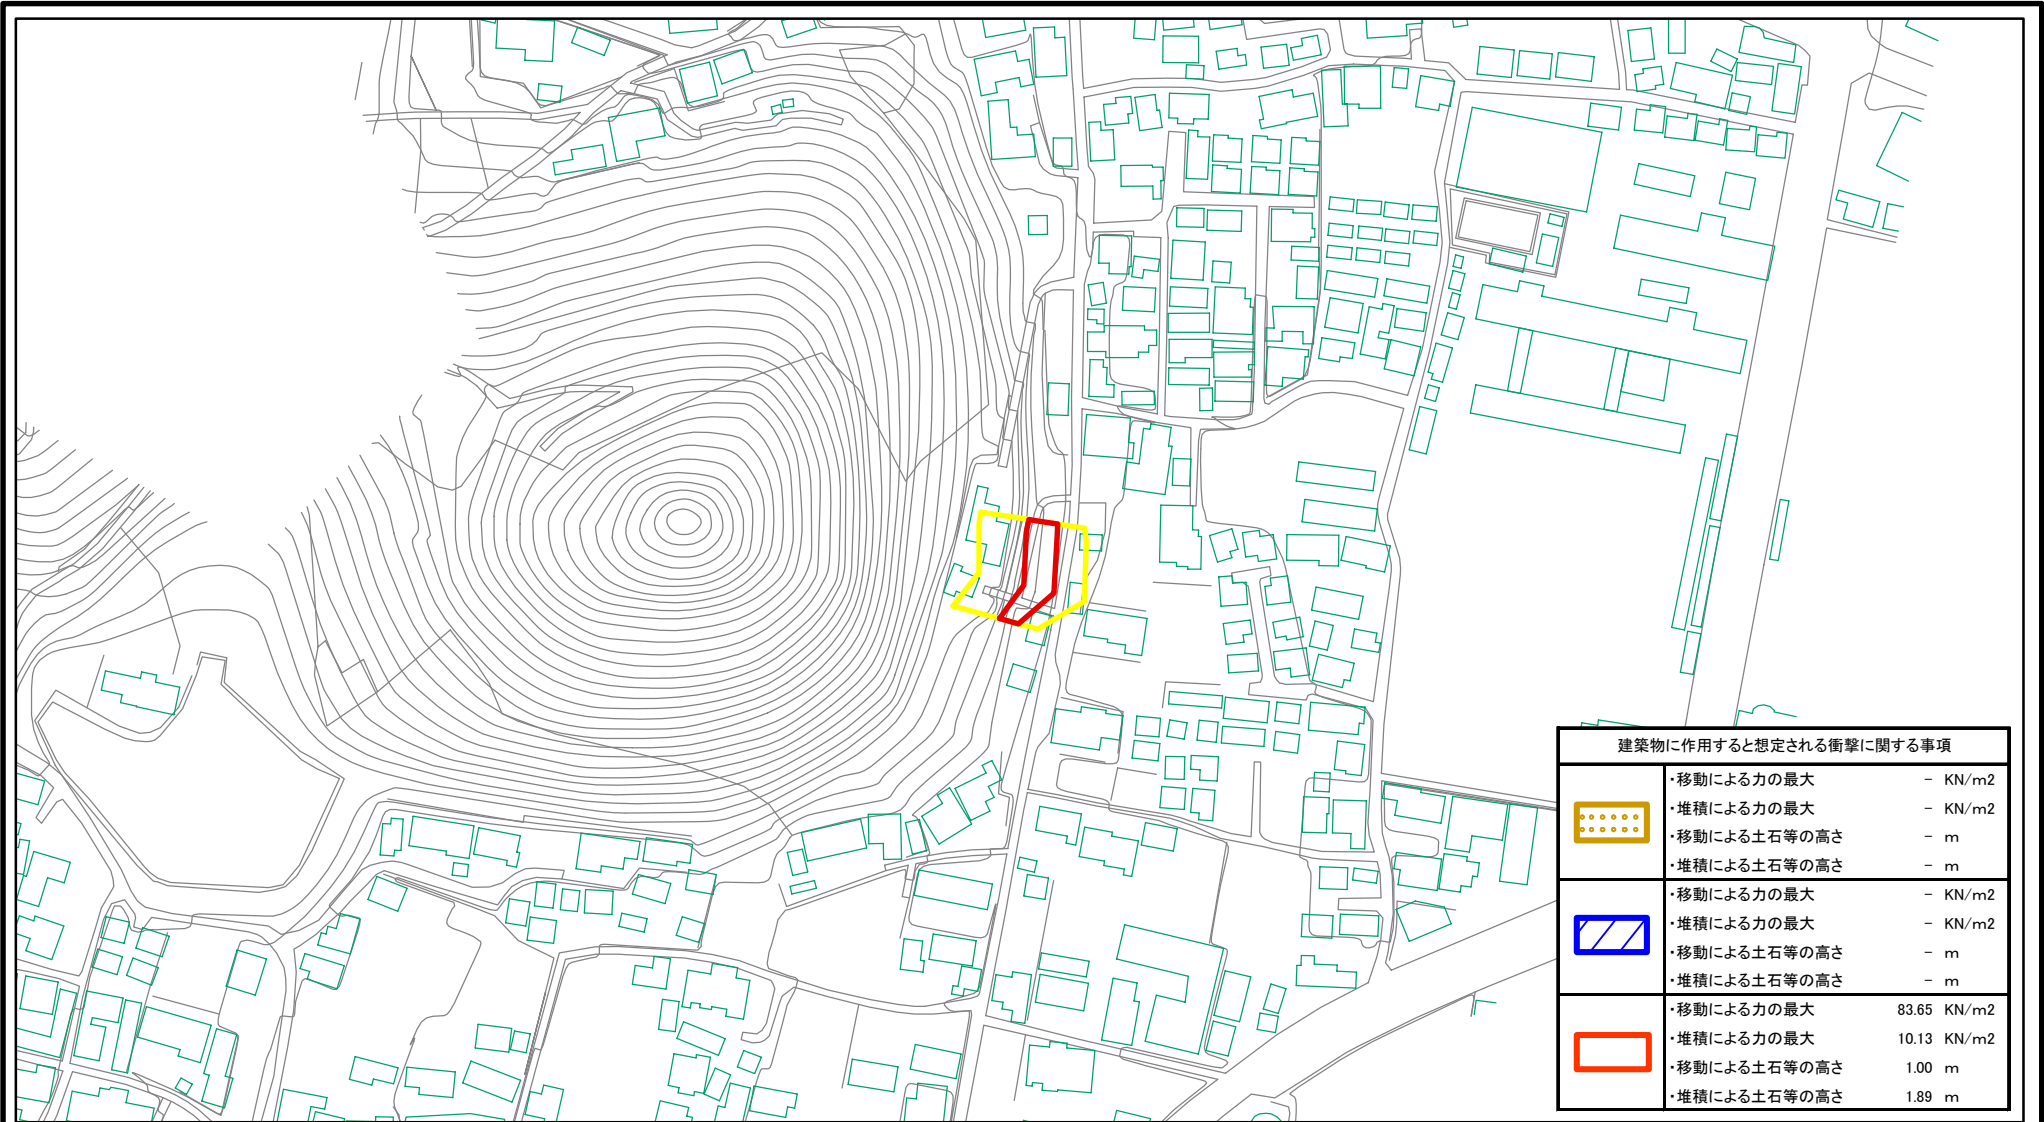 建築物に作用すると想定される衝撃に関する事項
・移動による力の最大 - KN/m2
・堆積による力の最大 - KN/m2
・移動による土石等の高さ - m
・堆積による土石等の高さ - m
・移動による力の最大 - KN/m2
・堆積による力の最大 - KN/m2
・移動による土石等の高さ - m
・堆積による土石等の高さ - m
・移動による力の最大 83.65 KN/m2
・堆積による力の最大 10.13 KN/m2
・移動による土石等の高さ 1.00 m
・堆積による土石等の高さ 1.89 m